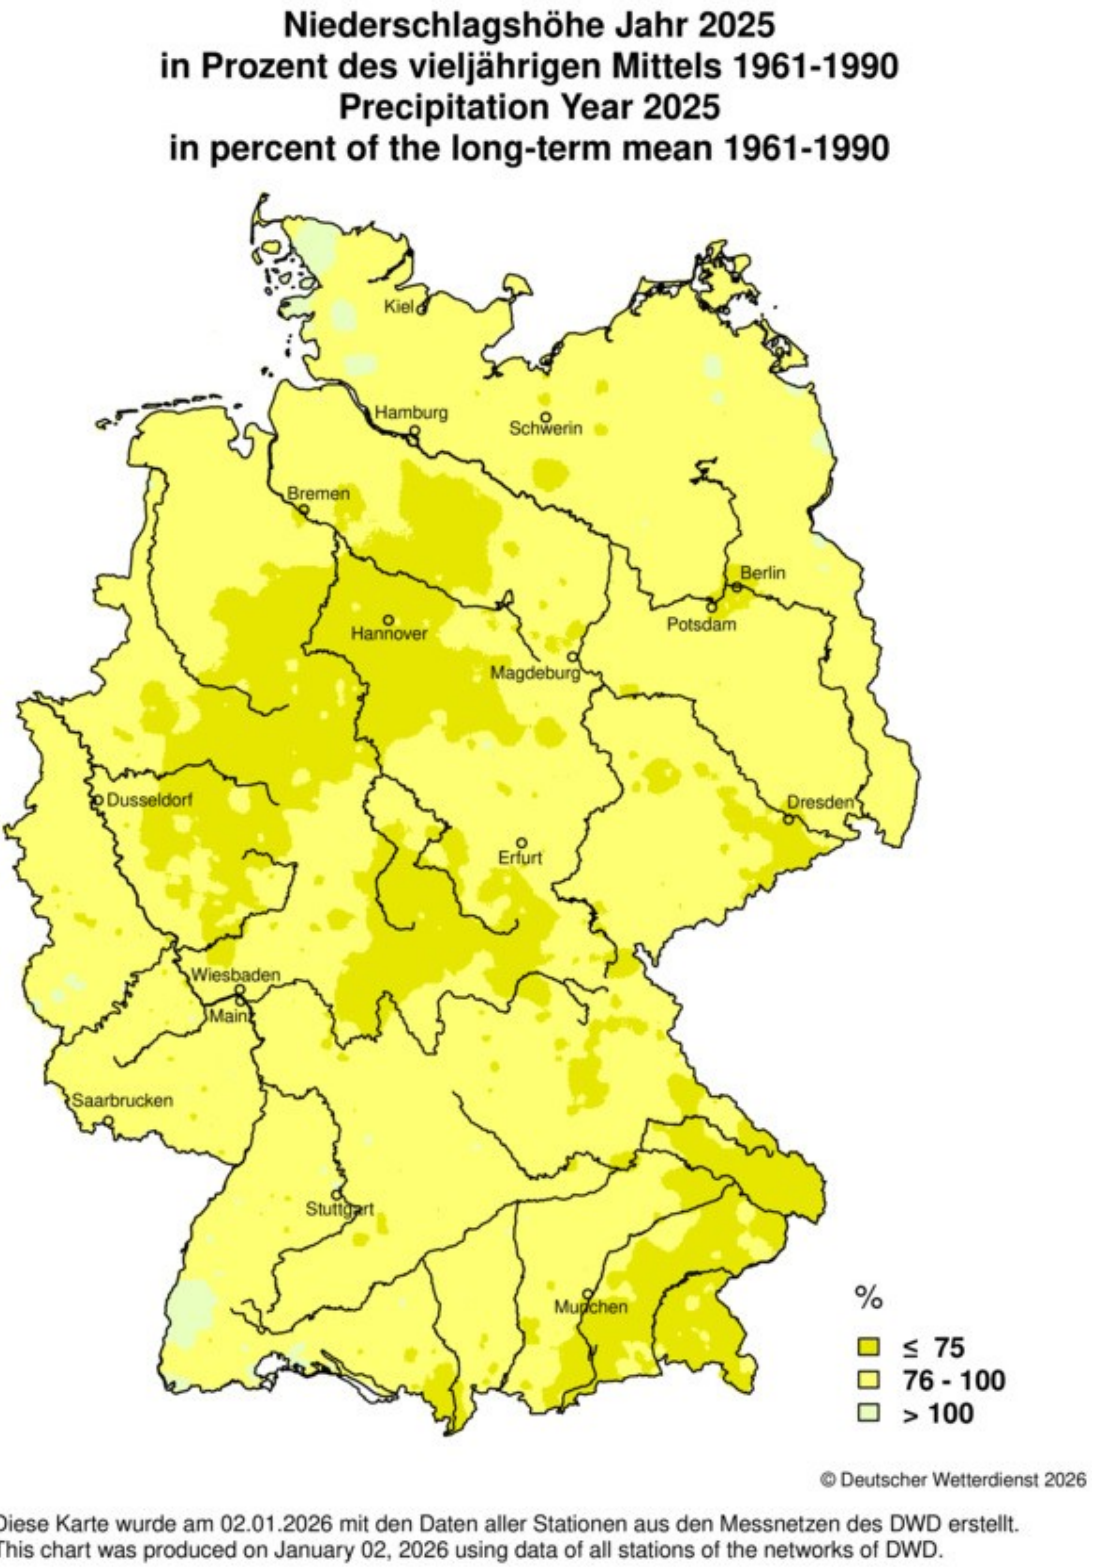 Niederschlagshöhe Jahr 2025
in Prozent des vieljährigen Mittels 1961-1990
Precipitation Year 2025
in percent of the long-term mean 1961-1990
Kiel
Hamburg
Schwerin
Bremen
Berlin
Potsdam
Hannover
Magdeburg
Dusseldorf
Dresden
Erfurt
Wiesbaden
Mainz
Saarbrucken
Stuttgart
Munchen
%
≤ 75
76 - 100
> 100
© Deutscher Wetterdienst 2026
Diese Karte wurde am 02.01.2026 mit den Daten aller Stationen aus den Messnetzen des DWD erstellt.
This chart was produced on January 02, 2026 using data of all stations of the networks of DWD.